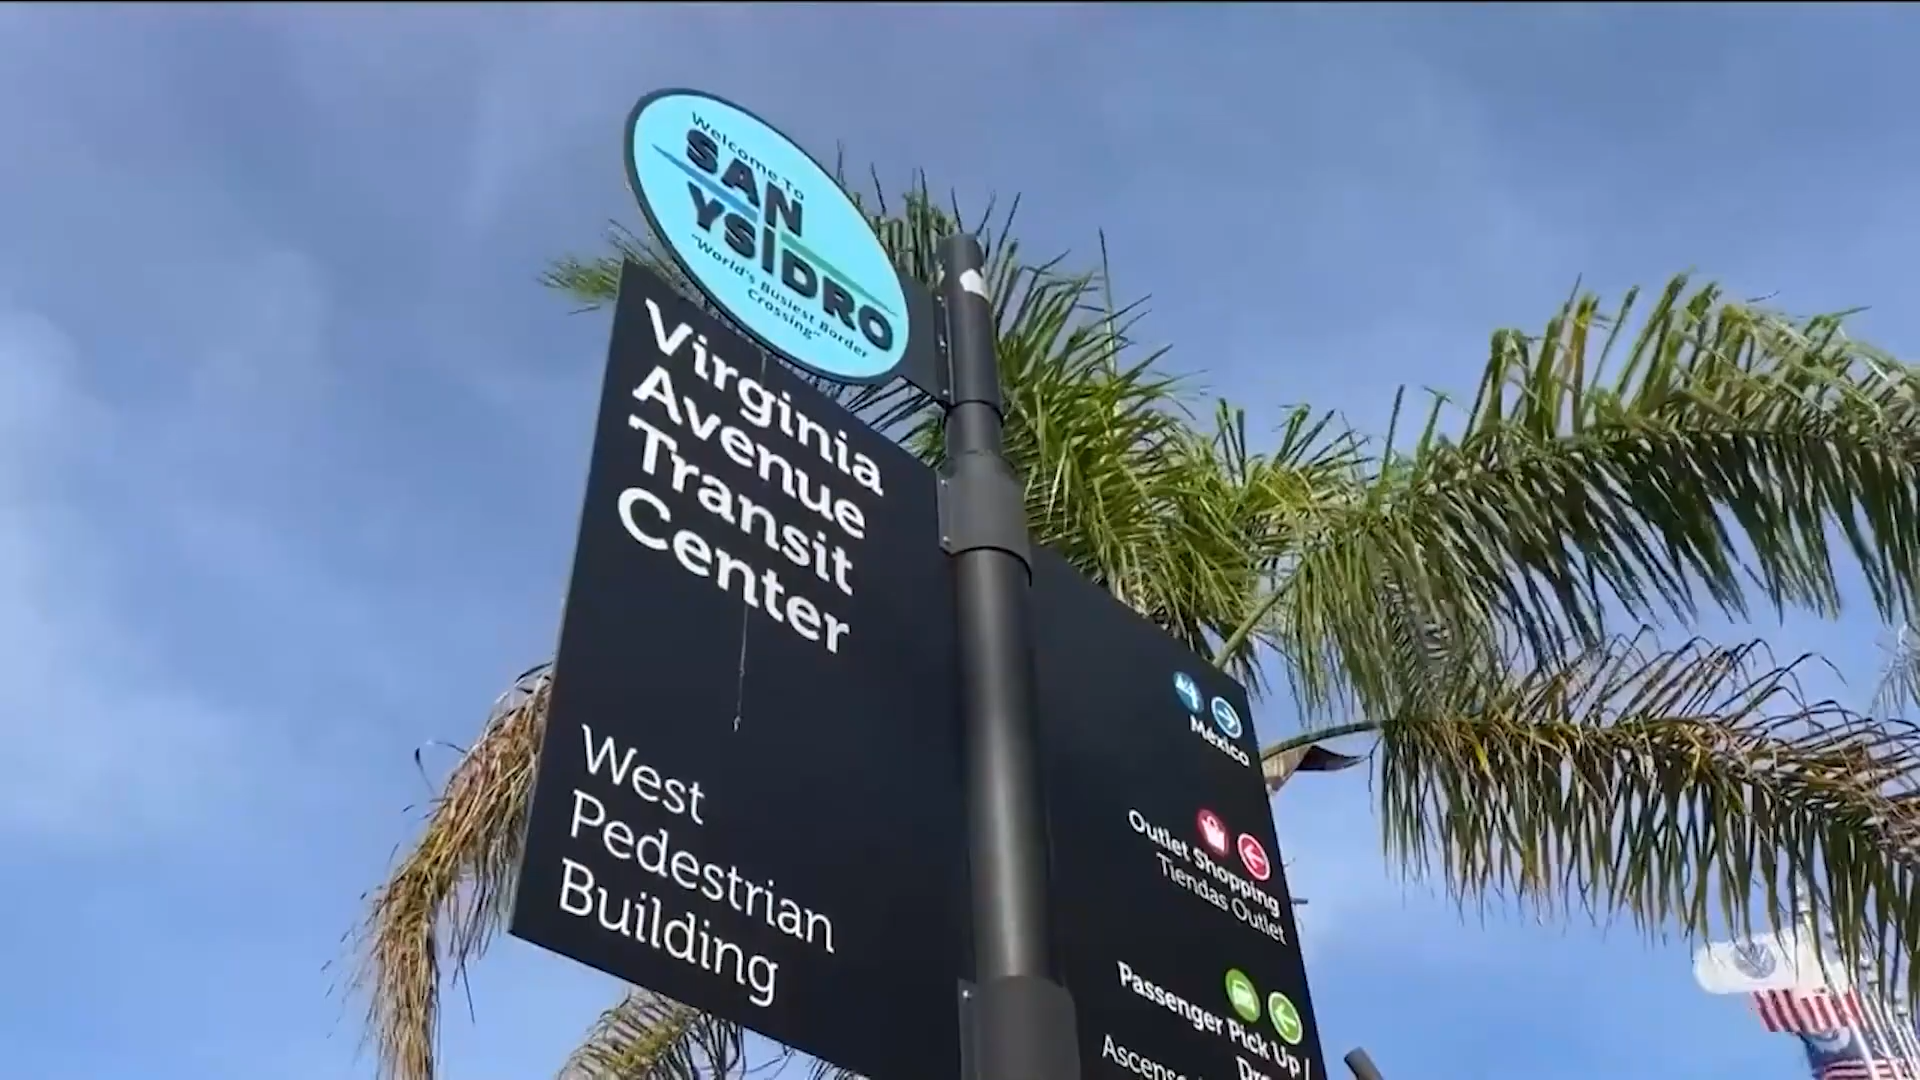 Welcome To
SAN
YSIDRO
"World's Busiest Border
Crossing"
Virginia
Avenue
Transit
Center
West
Pedestrian
Building
México
Outlet Shopping
Tiendas Outlet
Passenger Pick Up /